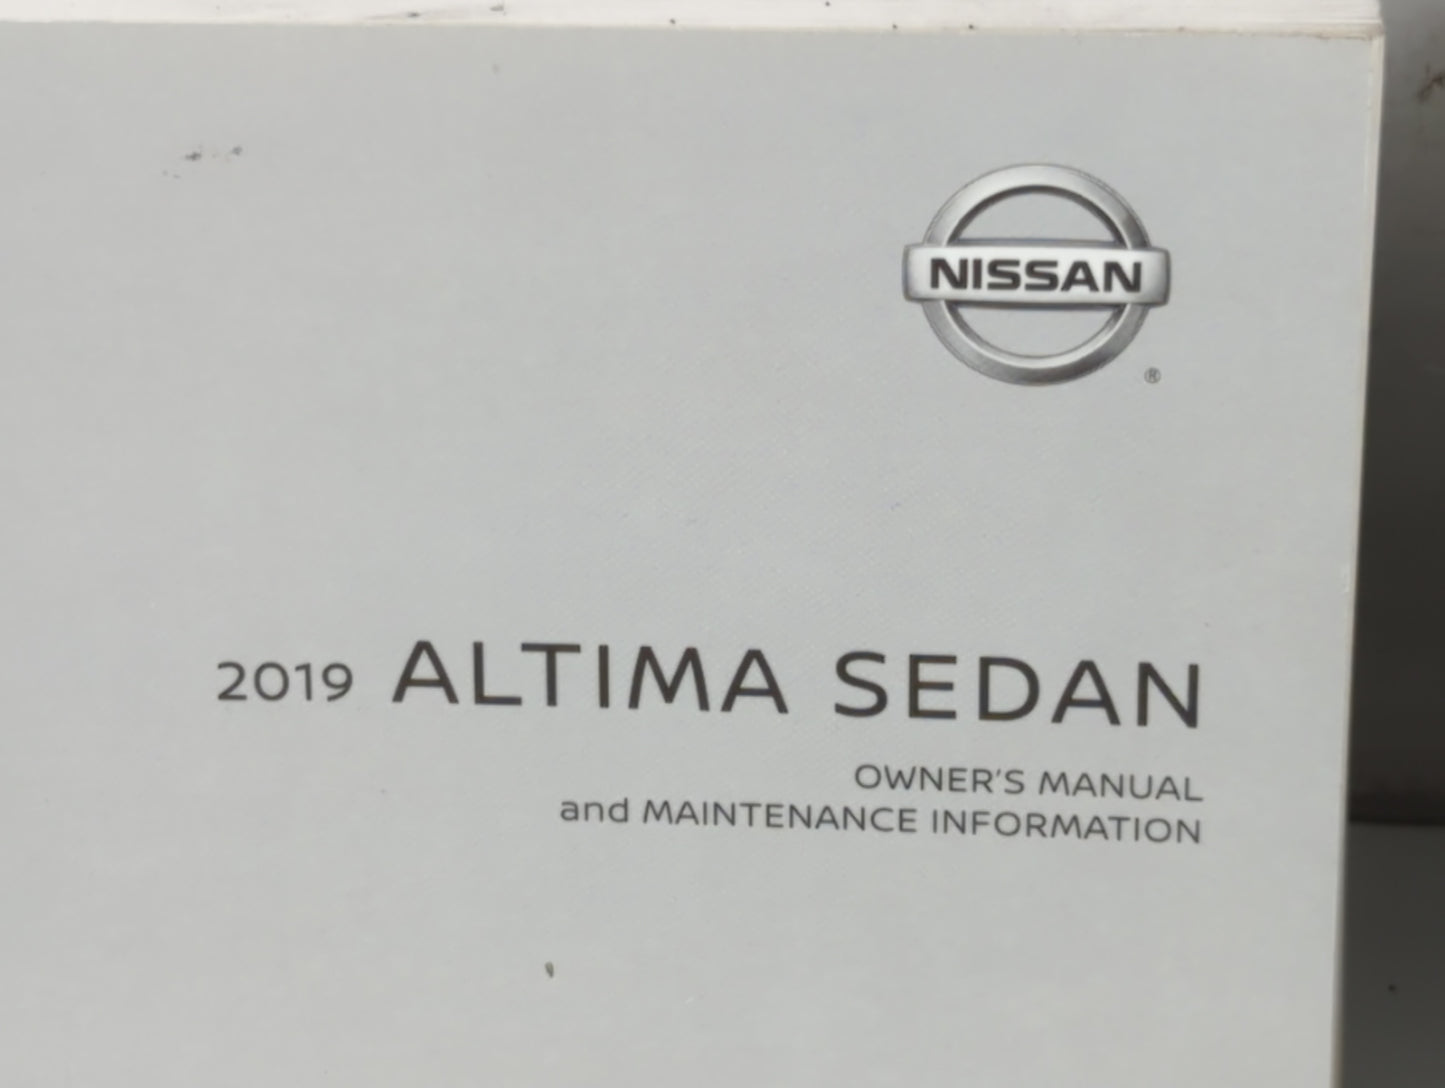 NISSAN
®
2019 ALTIMA SEDAN
OWNER'S MANUAL
and MAINTENANCE INFORMATION